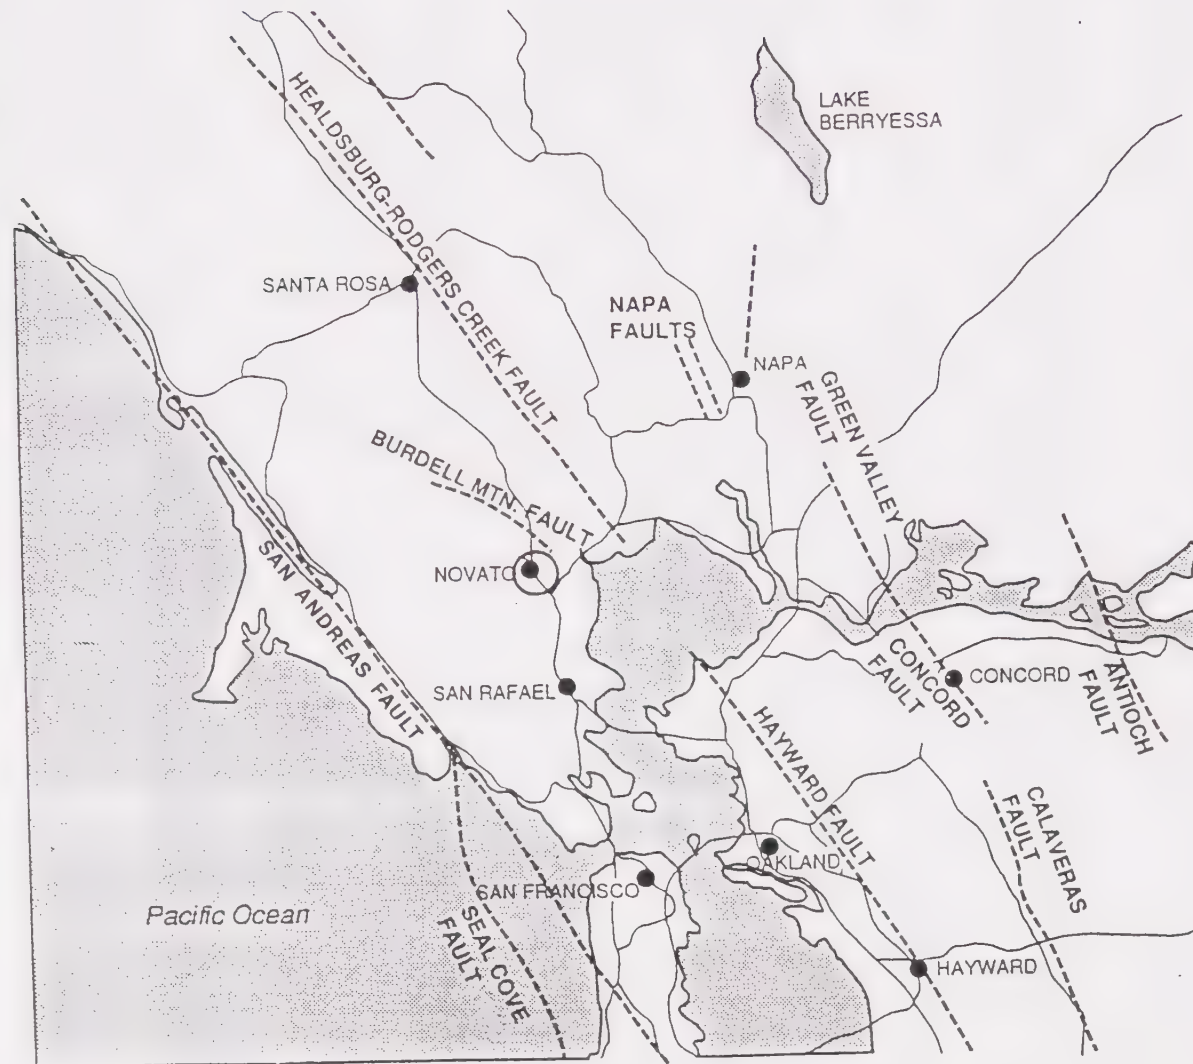 LAKE
BERRYESSA
HEALDSBURG-RODGERS CREEK FAULT
SANTA ROSA
NAPA
FAULTS
NAPA
GREEN VALLEY
FAULT
BURDELL MTN. FAULT
NOVATO
SAN ANDREAS FAULT
SAN RAFAEL
CONCORD
FAULT
CONCORD
ANTIOCH
FAULT
HAYWARD FAULT
CALAVERAS
FAULT
OAKLAND
SAN FRANCISCO
Pacific Ocean
SEAL COVE
FAULT
HAYWARD